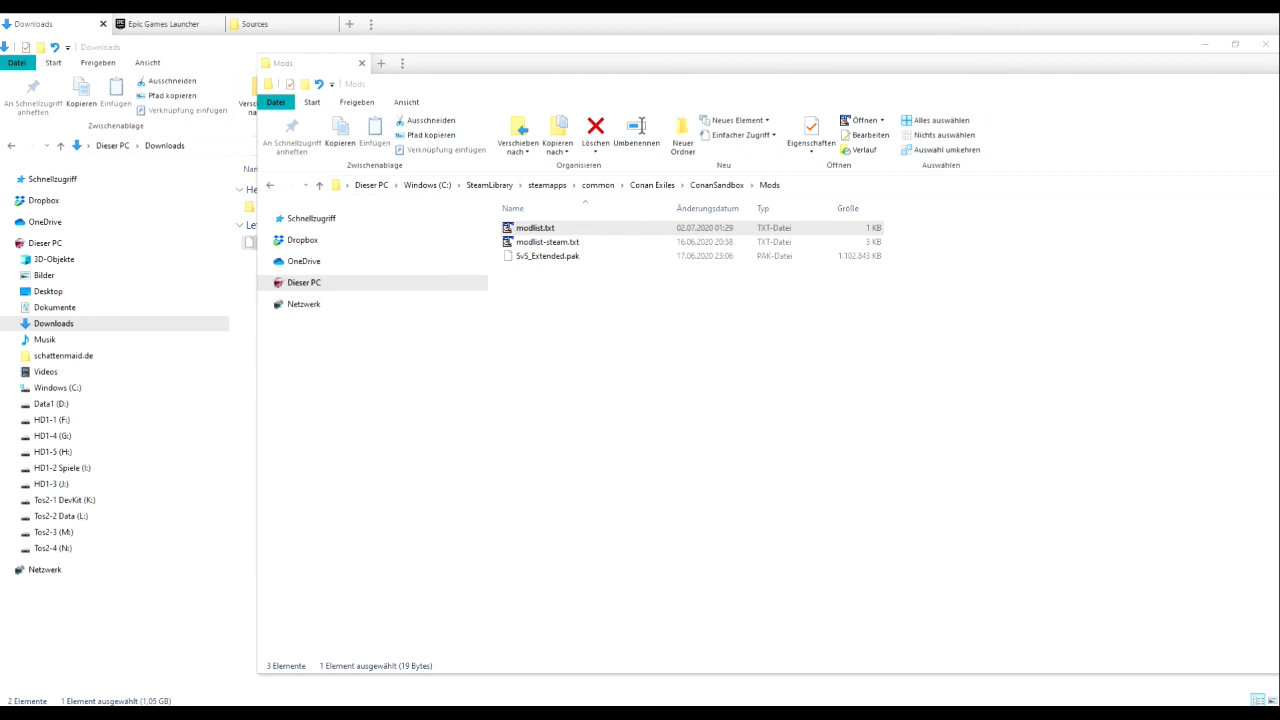 Downloads
Epic Games Launcher
Sources
Downloads
Datei Start Freigeben Ansicht
An Schnellzugriff anheften
Kopieren
Einfügen
Ausschneiden
Pfad kopieren
Verknüpfung einfügen
Zwischenablage
Dieser PC > Downloads
Schnellzugriff
Dropbox
OneDrive
Dieser PC
3D-Objekte
Bilder
Desktop
Dokumente
Downloads
Musik
schattenmaid.de
Videos
Windows (C:)
Data1 (D:)
HD1-1 (F:)
HD1-4 (G:)
HD1-5 (H:)
HD1-2 Spiele (I:)
HD1-3 (J:)
Tos2-1 DevKit (K:)
Tos2-2 Data (L:)
Tos2-3 (M:)
Tos2-4 (N:)
Netzwerk
2 Elemente 1 Element ausgewählt (1,05 GB)
Mods
Mods
Datei Start Freigeben Ansicht
An Schnellzugriff
anheften
Kopieren
Einfügen
Ausschneiden
Pfad kopieren
Verknüpfung einfügen
Zwischenablage
Verschieben
nach
Kopieren
nach
Löschen
Umbenennen
Organisieren
Neuer
Ordner
Neues Element
Einfacher Zugriff
Neu
Eigenschaften
Öffnen
Bearbeiten
Verlauf
Öffnen
Alles auswählen
Nichts auswählen
Auswahl umkehren
Auswählen
Dieser PC > Windows (C:) > SteamLibrary > steamapps > common > Conan Exiles > ConanSandbox > Mods
Schnellzugriff
Dropbox
OneDrive
Dieser PC
Netzwerk
Name Änderungsdatum Typ Größe
modlist.txt 02.07.2020 01:29 TXT-Datei 1 KB
modlist-steam.txt 16.06.2020 20:58 TXT-Datei 3 KB
SvS_Extended.pak 17.06.2020 23:06 PAK-Datei 1.102.843 KB
3 Elemente 1 Element ausgewählt (19 Bytes)